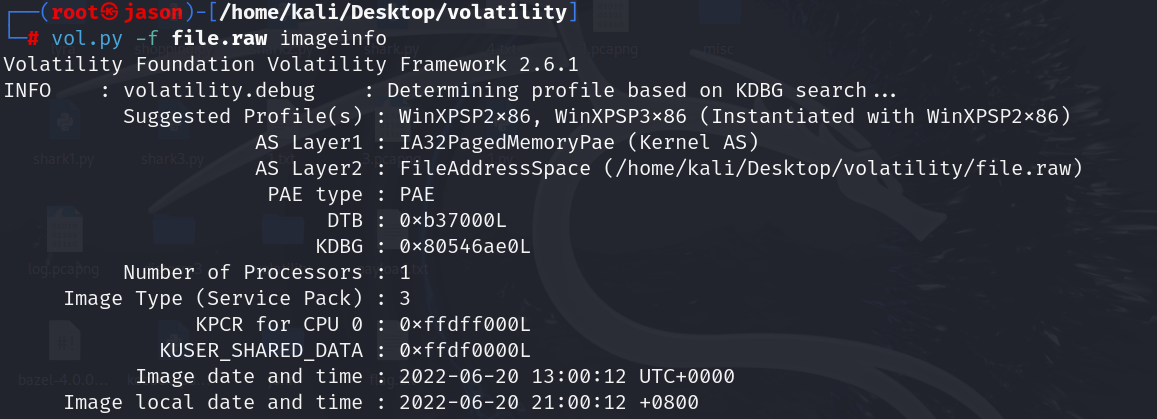 ┌──(root㉿jason)-[/home/kali/Desktop/volatility]
└─# vol.py -f file.raw imageinfo
Volatility Foundation Volatility Framework 2.6.1
INFO    : volatility.debug    : Determining profile based on KDBG search...
          Suggested Profile(s) : WinXPSP2x86, WinXPSP3x86 (Instantiated with WinXPSP2x86)
                     AS Layer1 : IA32PagedMemoryPae (Kernel AS)
                     AS Layer2 : FileAddressSpace (/home/kali/Desktop/volatility/file.raw)
                      PAE type : PAE
                           DTB : 0xb37000L
                          KDBG : 0x80546ae0L
          Number of Processors : 1
     Image Type (Service Pack) : 3
                KPCR for CPU 0 : 0xffdff000L
             KUSER_SHARED_DATA : 0xffdf0000L
           Image date and time : 2022-06-20 13:00:12 UTC+0000
     Image local date and time : 2022-06-20 21:00:12 +0800